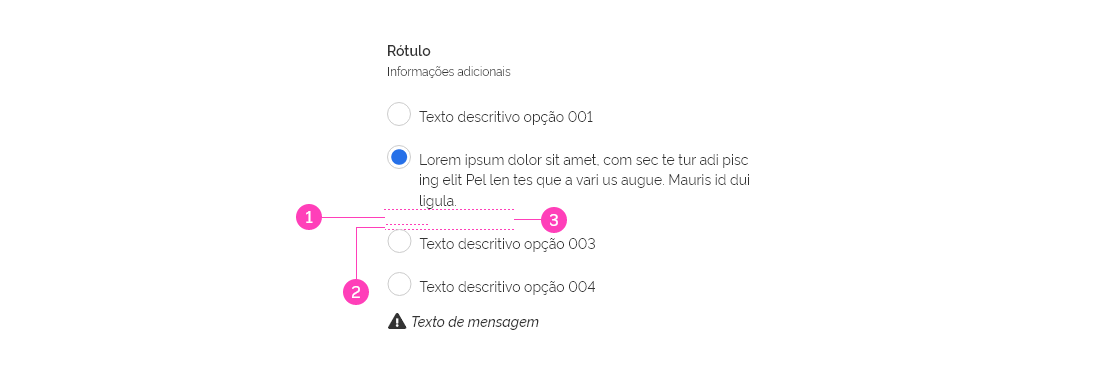 Rótulo
Informações adicionais
Texto descritivo opção 001
Lorem ipsum dolor sit amet, com sec te tur adi pisc
ing elit Pel len tes que a vari us augue. Mauris id dui
ligula.
1
3
Texto descritivo opção 003
2
Texto descritivo opção 004
Texto de mensagem